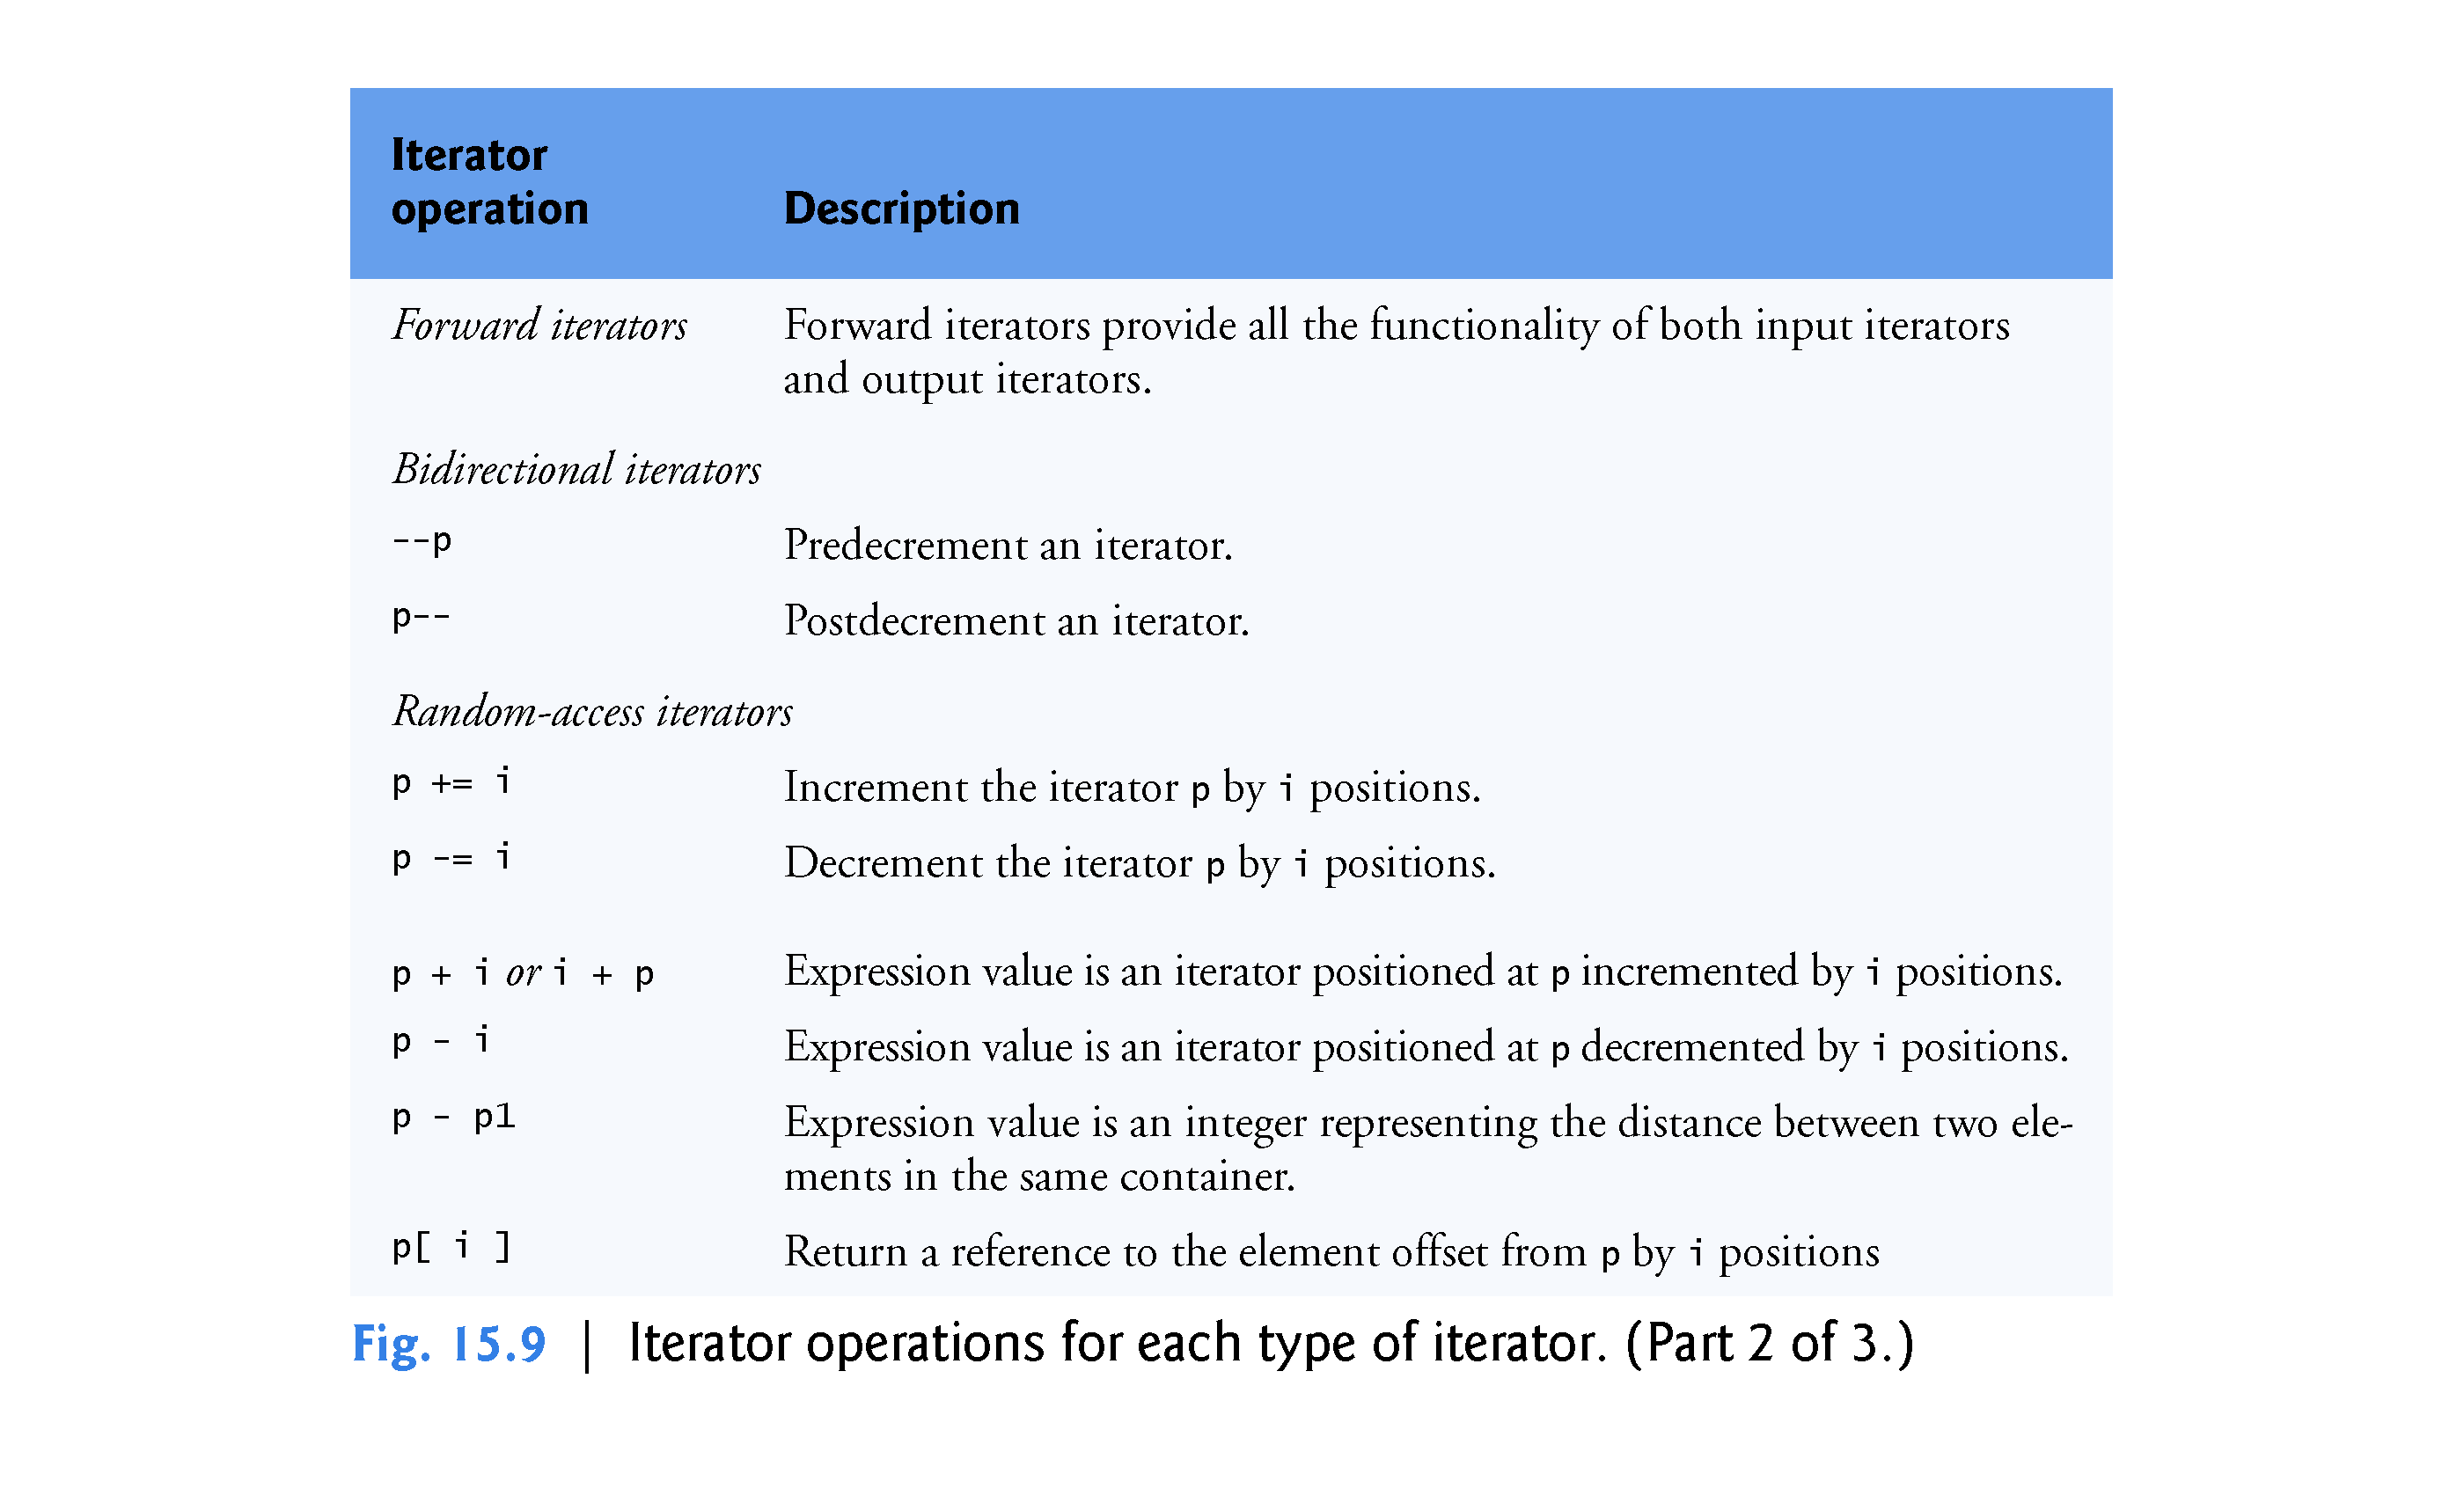 Iterator
operation Description
Forward iterators Forward iterators provide all the functionality of both input iterators
and output iterators.
Bidirectional iterators
--p Predecrement an iterator.
p-- Postdecrement an iterator.
Random-access iterators
p += i Increment the iterator p by i positions.
p -= i Decrement the iterator p by i positions.
p + i or i + p Expression value is an iterator positioned at p incremented by i positions.
p - i Expression value is an iterator positioned at p decremented by i positions.
p - p1 Expression value is an integer representing the distance between two ele-
ments in the same container.
p[ i ] Return a reference to the element offset from p by i positions
Fig. 15.9 | Iterator operations for each type of iterator. (Part 2 of 3.)